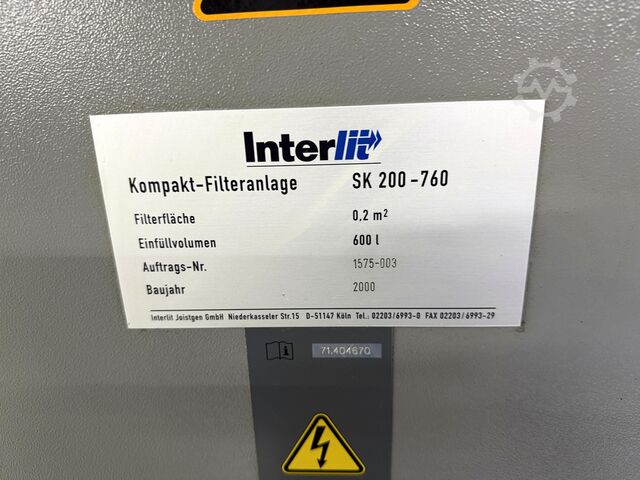 Interlit
Kompakt-Filteranlage SK 200-760
Filterfläche 0,2 m²
Einfüllvolumen 600 l
Auftrags-Nr. 1575-003
Baujahr 2000
Interlit Joistgen GmbH Niederkasseler Str.15 D-51147 Köln Tel.: 02203/6993-0 FAX 02203/6993-29
71.404670